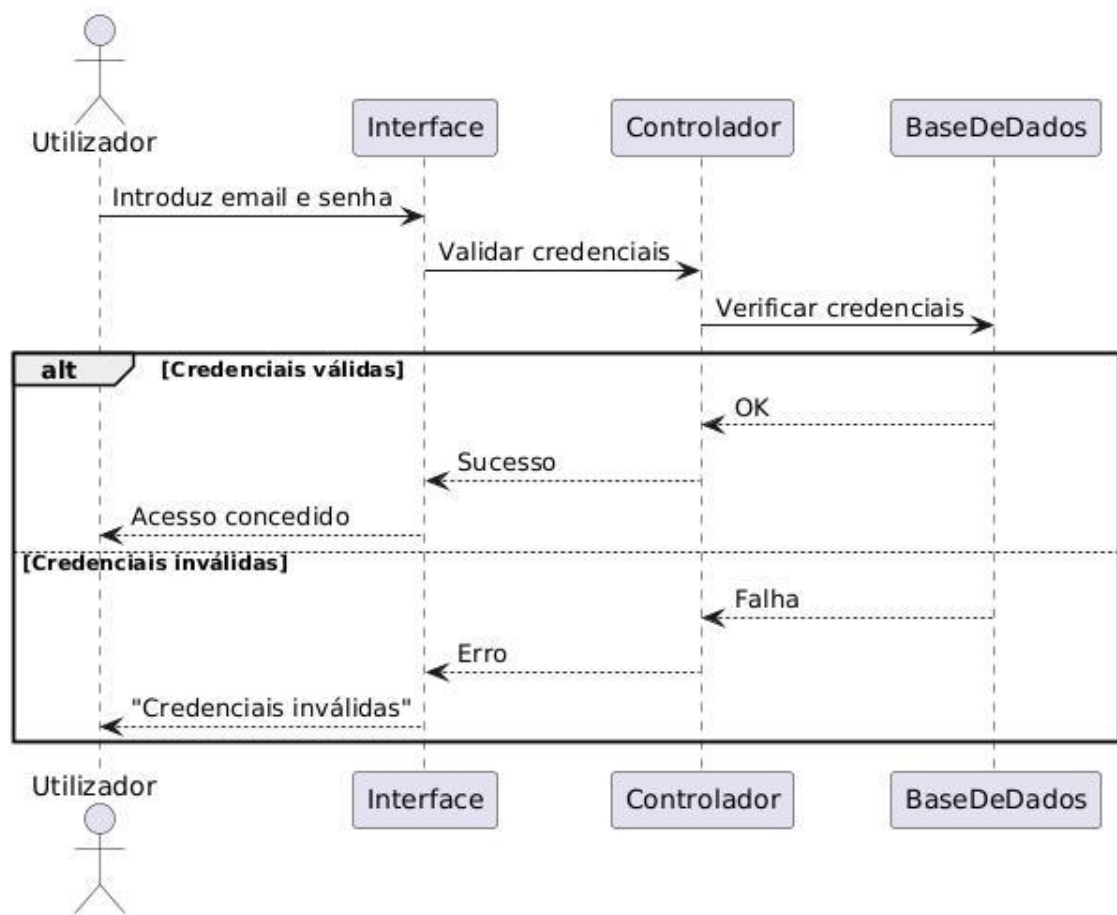 Utilizador
Interface
Controlador
BaseDeDados
Introduz email e senha
Validar credenciais
Verificar credenciais
alt
[Credenciais válidas]
OK
Sucesso
Acesso concedido
[Credenciais inválidas]
Falha
Erro
"Credenciais inválidas"
Utilizador
Interface
Controlador
BaseDeDados